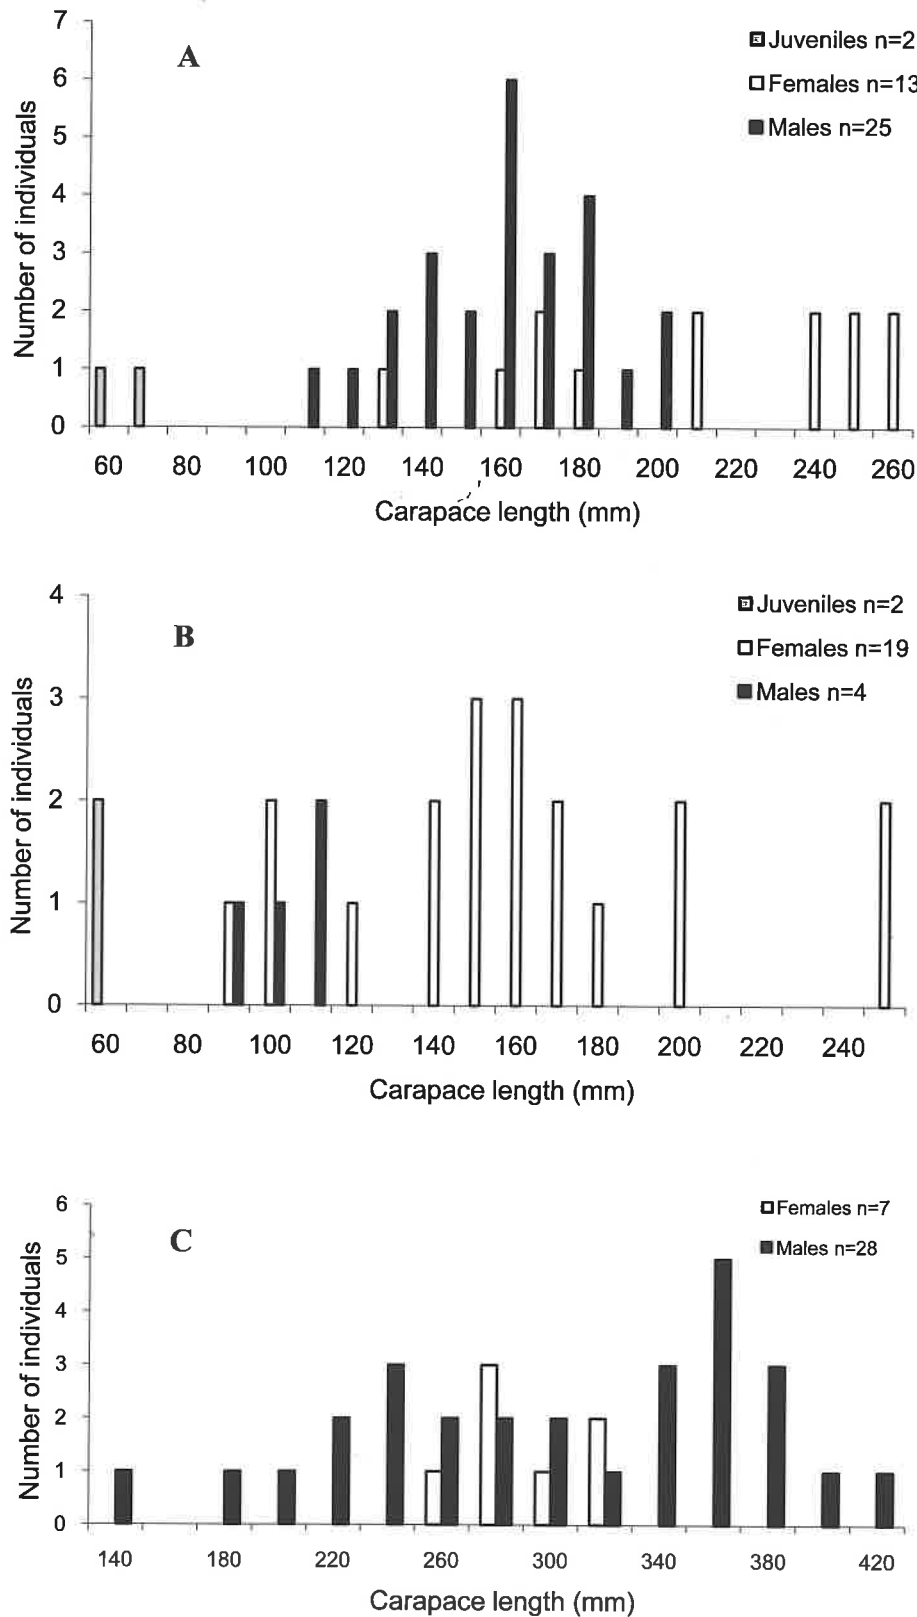 7
A
Juveniles n=2
6
Females n=13
5
Males n=25
4
3
2
1
0
Number of individuals
60 80 100 120 140 160 180 200 220 240 260
Carapace length (mm)
4
B
Juveniles n=2
Females n=19
3
Males n=4
2
1
0
Number of individuals
60 80 100 120 140 160 180 200 220 240
Carapace length (mm)
6
C
Females n=7
5
Males n=28
4
3
2
1
0
Number of individuals
140 180 220 260 300 340 380 420
Carapace length (mm)